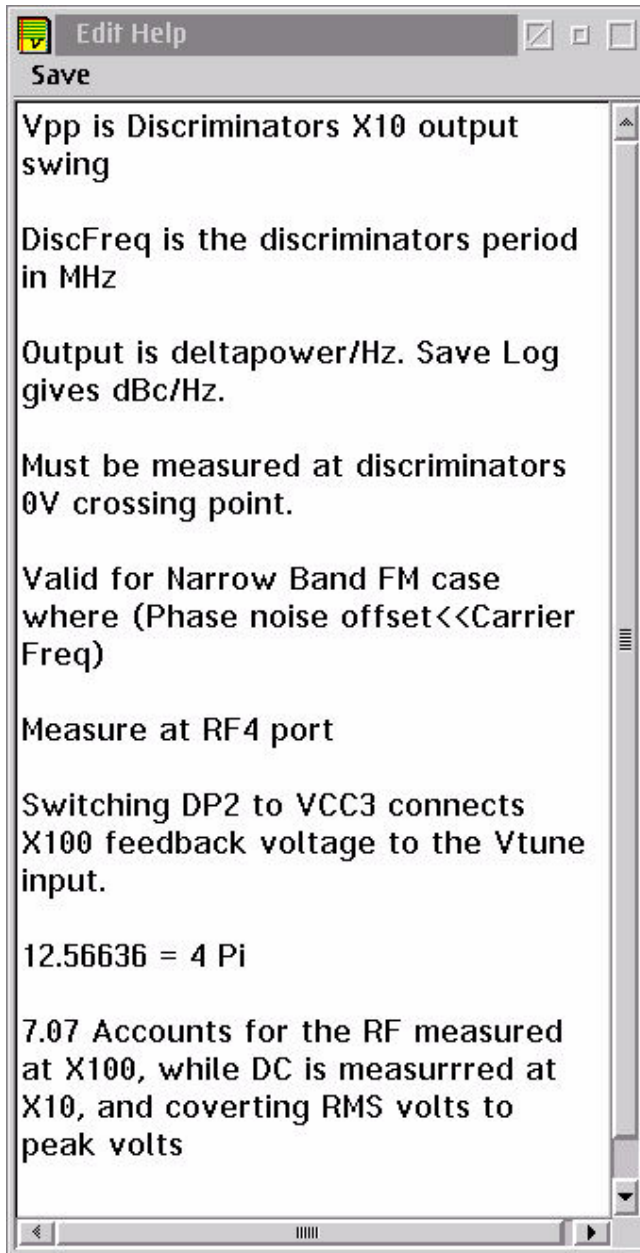 Edit Help
Save
Vpp is Discriminators X10 output
swing
DiscFreq is the discriminators period
in MHz
Output is deltapower/Hz. Save Log
gives dBc/Hz.
Must be measured at discriminators
0V crossing point.
Valid for Narrow Band FM case
where (Phase noise offset<<Carrier
Freq)
Measure at RF4 port
Switching DP2 to VCC3 connects
X100 feedback voltage to the Vtune
input.
12.56636 = 4 Pi
7.07 Accounts for the RF measured
at X100, while DC is measurrred at
X10, and coverting RMS volts to
peak volts